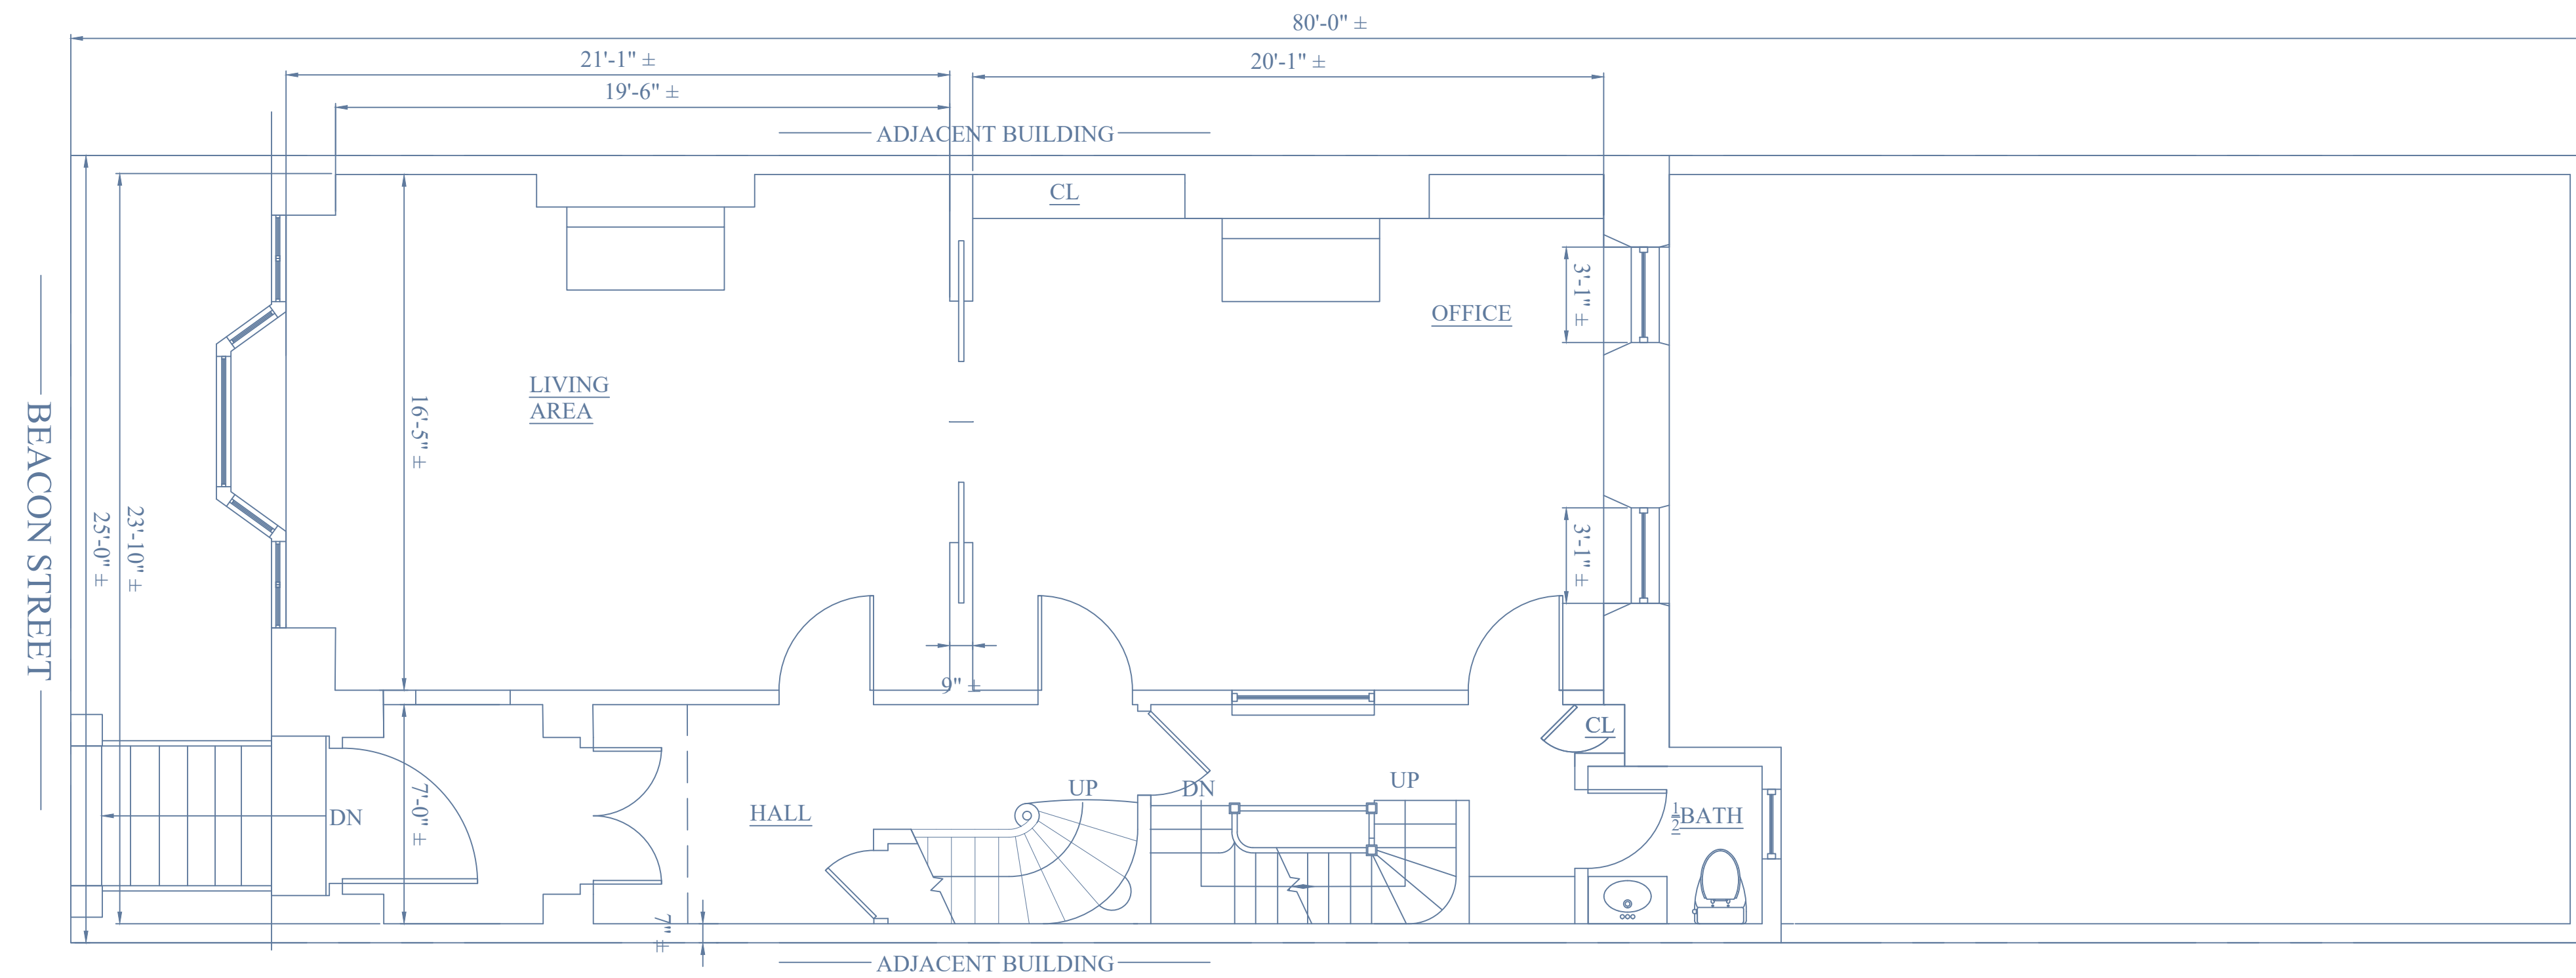 80'-0" ±
21'-1" ±
20'-1" ±
19'-6" ±
ADJACENT BUILDING
CL
3'-1" ±
OFFICE
LIVING
AREA
16'-5" ±
BEACON STREET
25'-0" ±
23'-10" ±
3'-1" ±
9" ±
CL
DN
7'-0" ±
HALL
UP
DN
UP
½BATH
7" ±
ADJACENT BUILDING